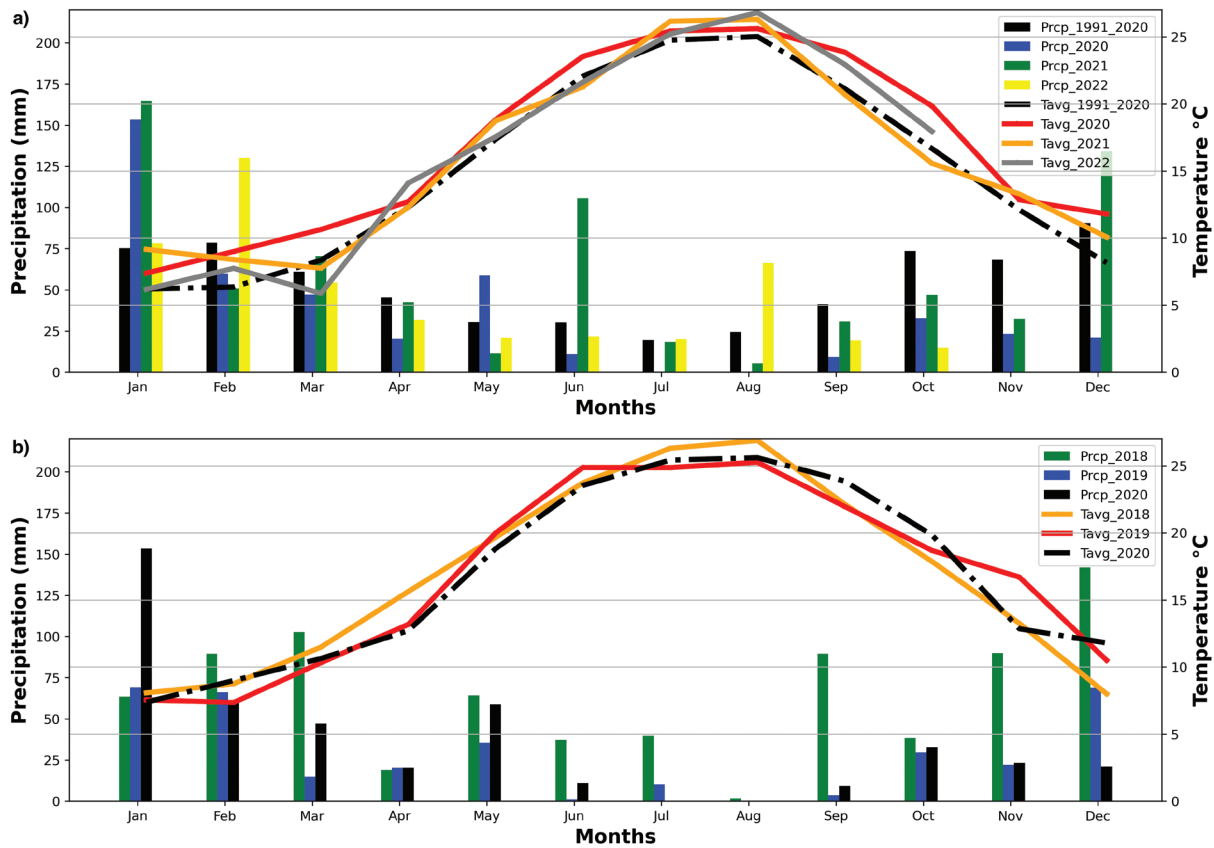 a)
Precipitation (mm)
200
175
150
125
100
75
50
25
0
Prcp_1991_2020
Prcp_2020
Prcp_2021
Prcp_2022
Tavg_1991_2020
Tavg_2020
Tavg_2021
Tavg_2022
25
20
15
10
5
0
Temperature °C
Jan Feb Mar Apr May Jun Jul Aug Sep Oct Nov Dec
Months
b)
Precipitation (mm)
200
175
150
125
100
75
50
25
0
Prcp_2018
Prcp_2019
Prcp_2020
Tavg_2018
Tavg_2019
Tavg_2020
25
20
15
10
5
0
Temperature °C
Jan Feb Mar Apr May Jun Jul Aug Sep Oct Nov Dec
Months